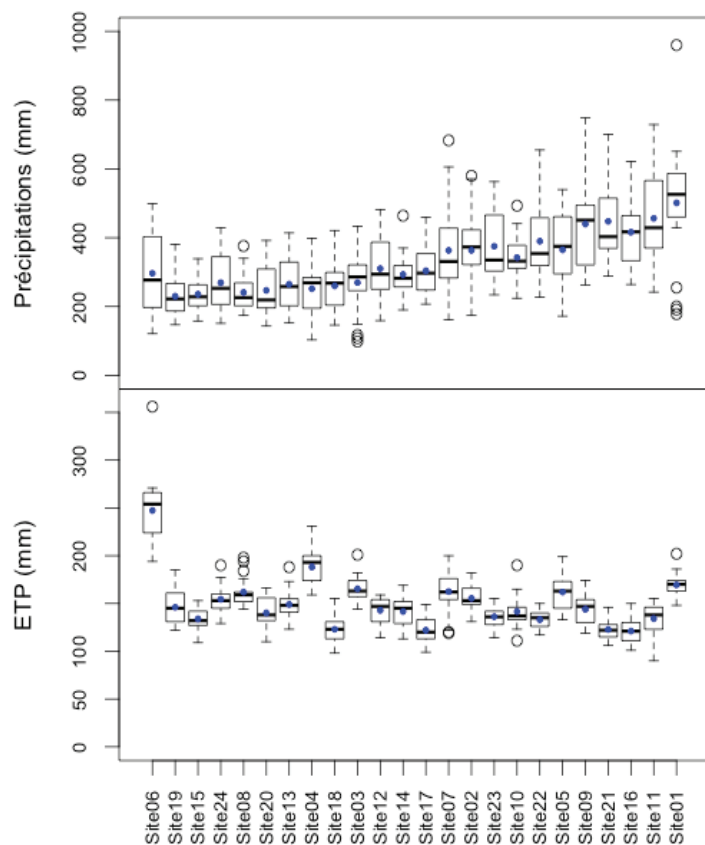 Précipitations (mm)
1000
800
600
400
200
0
ETP (mm)
300
200
100
50
0
Site06
Site19
Site15
Site24
Site08
Site20
Site13
Site04
Site18
Site03
Site12
Site14
Site17
Site07
Site02
Site23
Site10
Site22
Site05
Site09
Site21
Site16
Site11
Site01